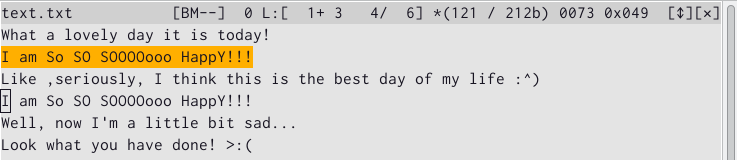 text.txt [BM--] 0 L:[ 1+ 3 4/ 6] *(121 / 212b) 0073 0x049 [↕][×]
What a lovely day it is today!
I am So SO SOOOOooo HappY!!!
Like ,seriously, I think this is the best day of my life :^)
I am So SO SOOOOooo HappY!!!
Well, now I'm a little bit sad...
Look what you have done! >:(